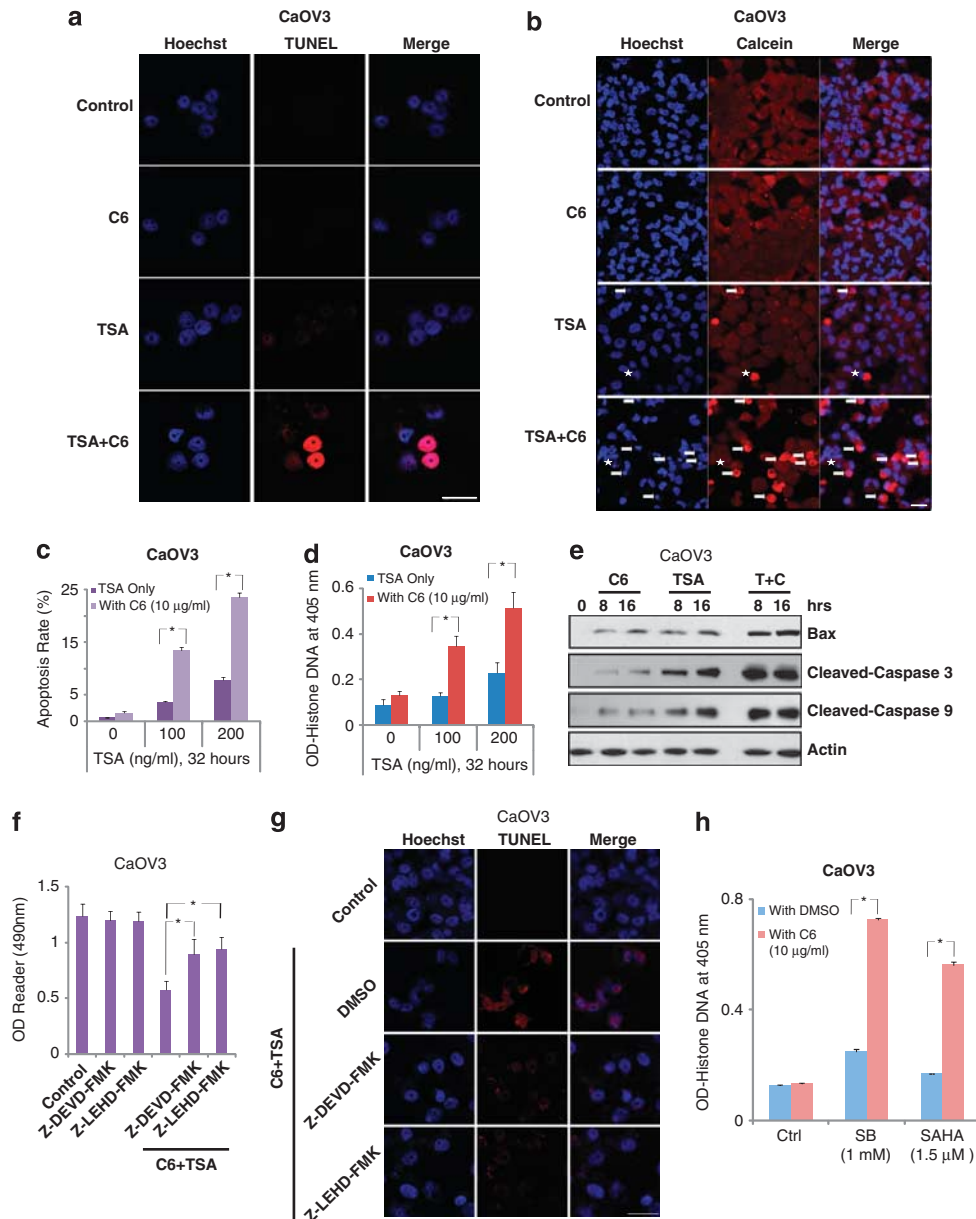 a
CaOV3
Hoechst TUNEL Merge
Control
C6
TSA
TSA+C6
b
CaOV3
Hoechst Calcein Merge
Control
C6
TSA
TSA+C6
c
CaOV3
TSA Only
With C6 (10 µg/ml)
Apoptosis Rate (%)
25
20
15
10
5
0
*
*
0 100 200
TSA (ng/ml), 32 hours
d
CaOV3
TSA Only
With C6 (10 µg/ml)
OD-Histone DNA at 405 nm
0.6
0.4
0.2
0
*
*
0 100 200
TSA (ng/ml), 32 hours
e
CaOV3
C6 TSA T+C
0 8 16 8 16 8 16 hrs
Bax
Cleaved-Caspase 3
Cleaved-Caspase 9
Actin
f
CaOV3
OD Reader (490nm)
1.5
1
0.5
0
*
*
Control
Z-DEVD-FMK
Z-LEHD-FMK
Z-DEVD-FMK
Z-LEHD-FMK
C6+TSA
g
CaOV3
Hoechst TUNEL Merge
Control
DMSO
Z-DEVD-FMK
Z-LEHD-FMK
C6+TSA
h
CaOV3
With DMSO
With C6
(10 µg/ml)
OD-Histone DNA at 405 nm
0.8
0.4
0
*
*
Ctrl SB SAHA
(1 mM) (1.5 µM )